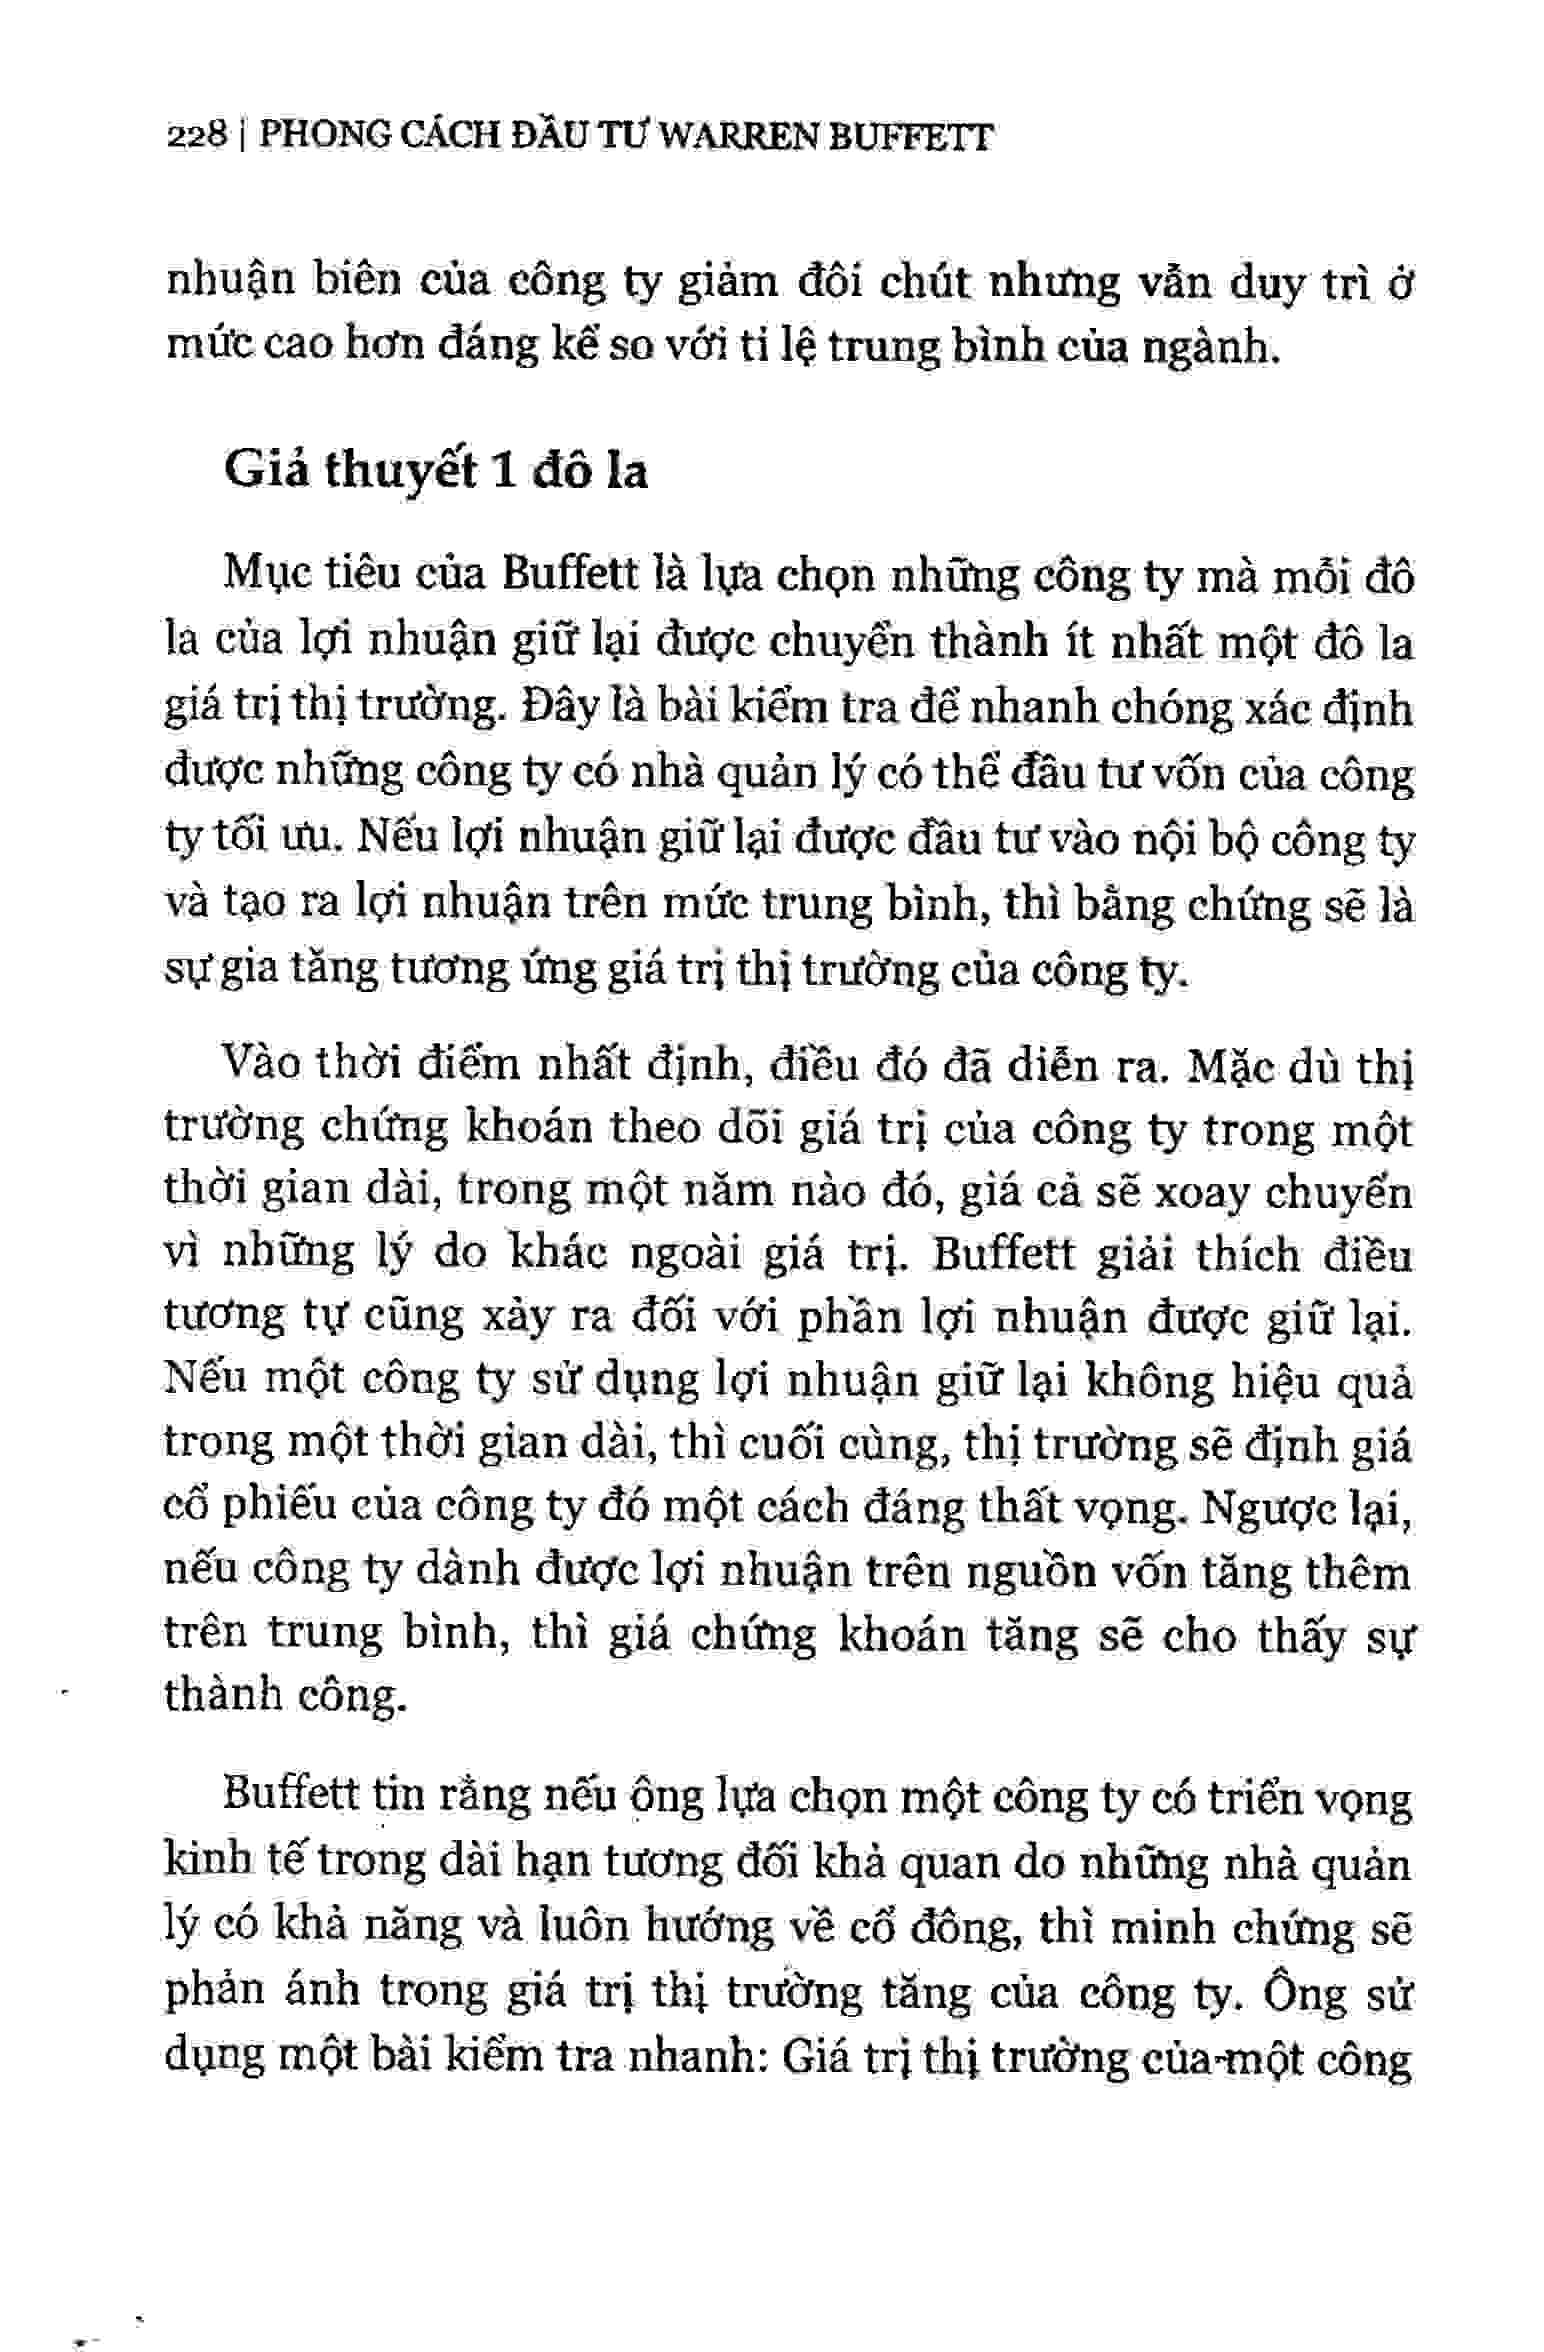 228 | PHONG CÁCH ĐẦU TƯ WARREN BUFFETT
nhuận biên của công ty giảm đôi chút nhưng vẫn duy trì ở
mức cao hơn đáng kể so với tỉ lệ trung bình của ngành.
Giả thuyết 1 đô la
Mục tiêu của Buffett là lựa chọn những công ty mà mỗi đô
la của lợi nhuận giữ lại được chuyển thành ít nhất một đô la
giá trị thị trường. Đây là bài kiểm tra để nhanh chóng xác định
được những công ty có nhà quản lý có thể đầu tư vốn của công
ty tối ưu. Nếu lợi nhuận giữ lại được đầu tư vào nội bộ công ty
và tạo ra lợi nhuận trên mức trung bình, thì bằng chứng sẽ là
sự gia tăng tương ứng giá trị thị trường của công ty.
Vào thời điểm nhất định, điều đó đã diễn ra. Mặc dù thị
trường chứng khoán theo dõi giá trị của công ty trong một
thời gian dài, trong một năm nào đó, giá cả sẽ xoay chuyển
vì những lý do khác ngoài giá trị. Buffett giải thích điều
tương tự cũng xảy ra đối với phần lợi nhuận được giữ lại.
Nếu một công ty sử dụng lợi nhuận giữ lại không hiệu quả
trong một thời gian dài, thì cuối cùng, thị trường sẽ định giá
cổ phiếu của công ty đó một cách đáng thất vọng. Ngược lại,
nếu công ty dành được lợi nhuận trên nguồn vốn tăng thêm
trên trung bình, thì giá chứng khoán tăng sẽ cho thấy sự
thành công.
Buffett tin rằng nếu ông lựa chọn một công ty có triển vọng
kinh tế trong dài hạn tương đối khả quan do những nhà quản
lý có khả năng và luôn hướng về cổ đông, thì minh chứng sẽ
phản ánh trong giá trị thị trường tăng của công ty. Ông sử
dụng một bài kiểm tra nhanh: Giá trị thị trường của một công